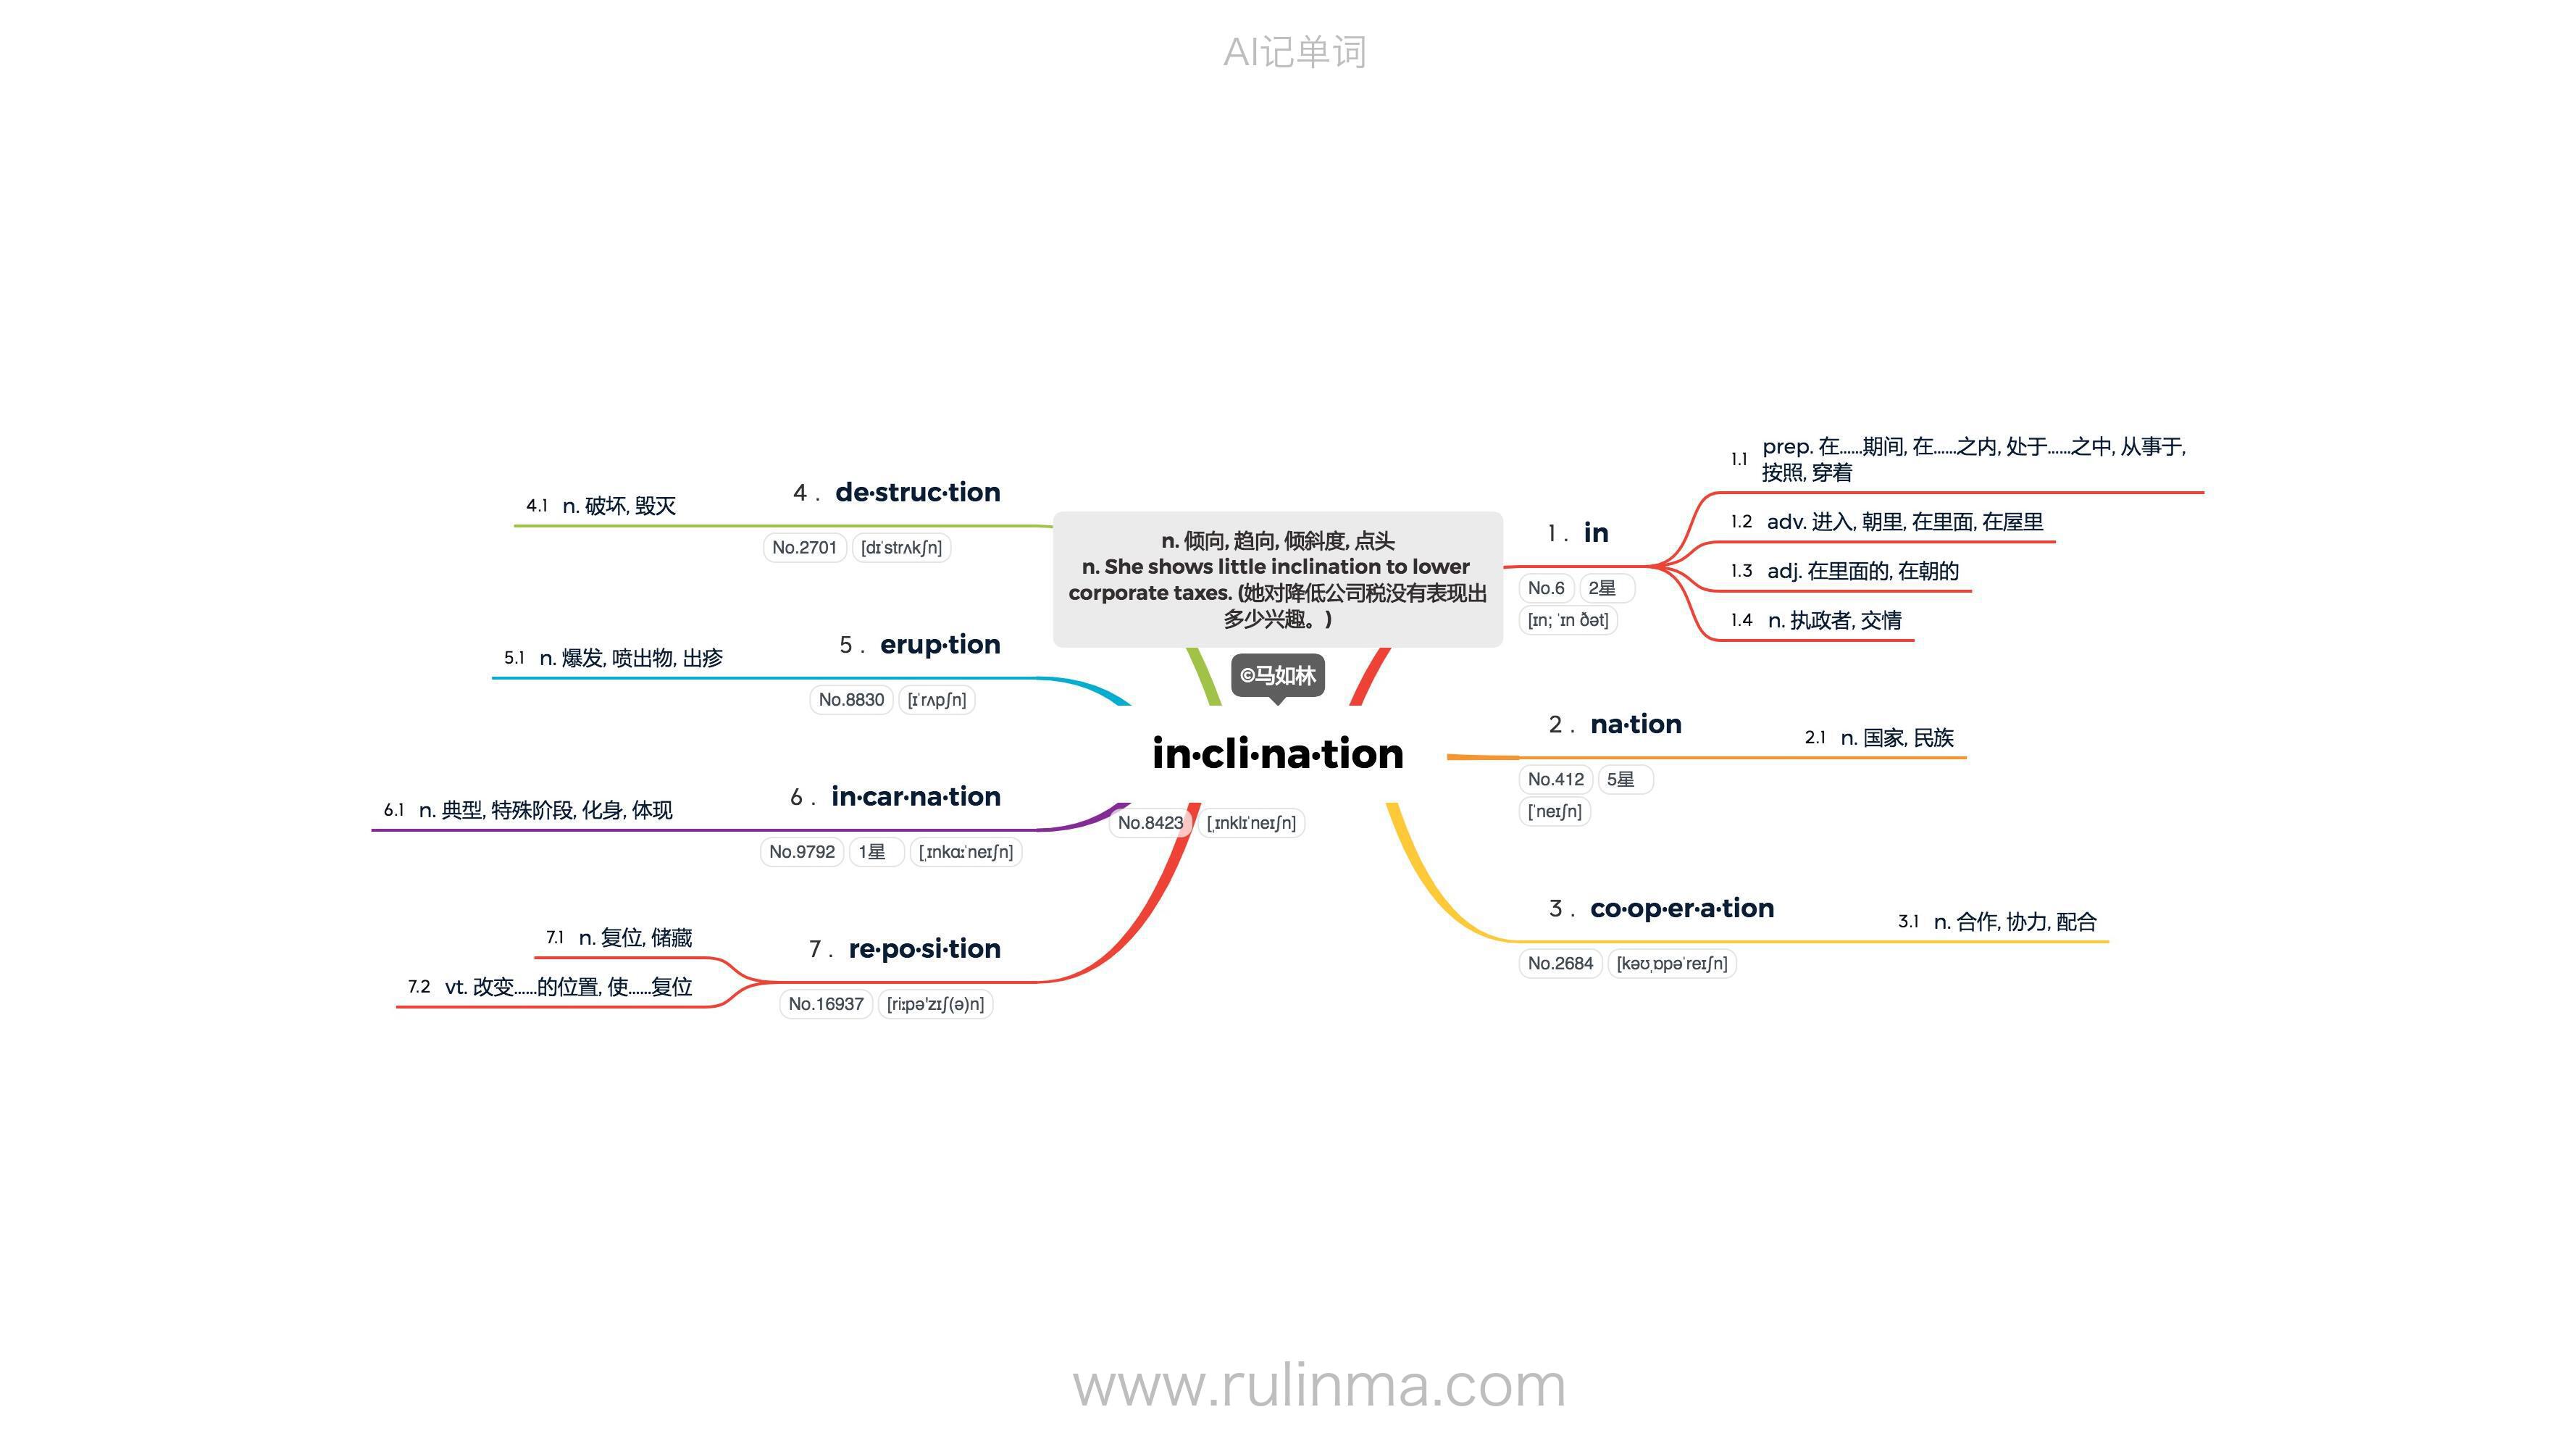 AI记单词
n. 倾向, 趋向, 倾斜度, 点头
n. She shows little inclination to lower
corporate taxes. (她对降低公司税没有表现出
多少兴趣。)
©马如林
in·cli·na·tion
No.8423 [ˌɪnklɪˈneɪʃn]
1 . in
No.6 2星
[ɪn; ˈɪn ðət]
1.1 prep. 在……期间, 在……之内, 处于……之中, 从事于,
按照, 穿着
1.2 adv. 进入, 朝里, 在里面, 在屋里
1.3 adj. 在里面的, 在朝的
1.4 n. 执政者, 交情
2 . na·tion
No.412 5星
[ˈneɪʃn]
2.1 n. 国家, 民族
3 . co·op·er·a·tion
No.2684 [kəʊˌɒpəˈreɪʃn]
3.1 n. 合作, 协力, 配合
4 . de·struc·tion
No.2701 [dɪˈstrʌkʃn]
4.1 n. 破坏, 毁灭
5 . erup·tion
No.8830 [ɪˈrʌpʃn]
5.1 n. 爆发, 喷出物, 出疹
6 . in·car·na·tion
No.9792 1星 [ˌɪnkɑːˈneɪʃn]
6.1 n. 典型, 特殊阶段, 化身, 体现
7 . re·po·si·tion
No.16937 [riːpə'zɪʃ(ə)n]
7.1 n. 复位, 储藏
7.2 vt. 改变……的位置, 使……复位
www.rulinma.com